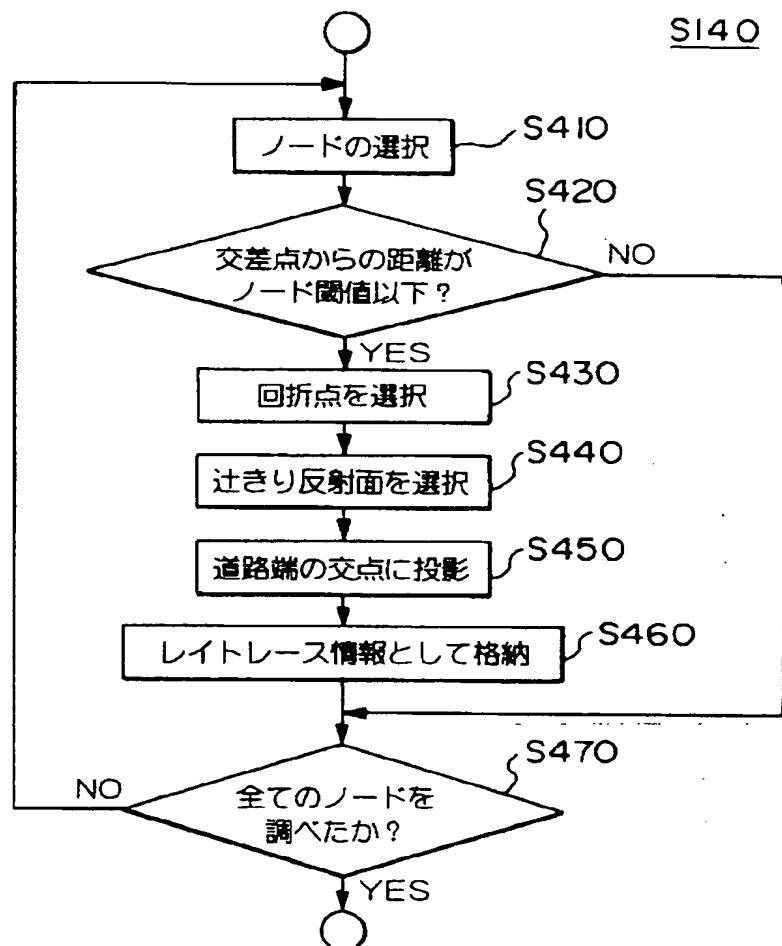 S140
ノードの選択
S410
S420
交差点からの距離が
ノード閾値以下？
NO
YES
S430
回折点を選択
S440
辻きり反射面を選択
S450
道路端の交点に投影
S460
レイトレース情報として格納
S470
NO
全てのノードを
調べたか？
YES